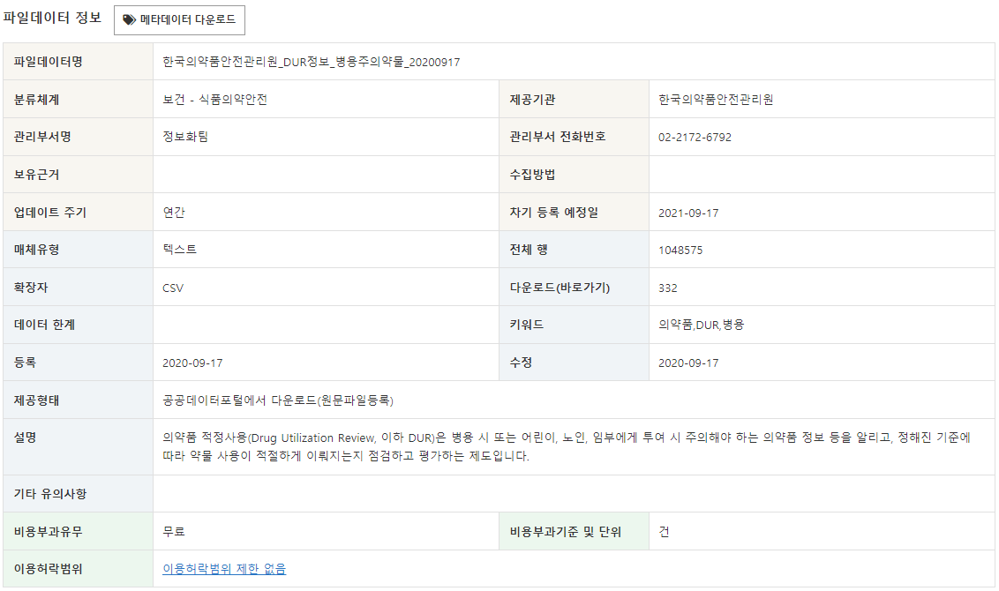 파일데이터 정보
메타데이터 다운로드
파일데이터명
한국의약품안전관리원_DUR정보_병용주의약물_20200917
분류체계
보건 - 식품의약안전
제공기관
한국의약품안전관리원
관리부서명
정보화팀
관리부서 전화번호
02-2172-6792
보유근거
수집방법
업데이트 주기
연간
차기 등록 예정일
2021-09-17
매체유형
텍스트
전체 행
1048575
확장자
CSV
다운로드(바로가기)
332
데이터 한계
키워드
의약품,DUR,병용
등록
2020-09-17
수정
2020-09-17
제공형태
공공데이터포털에서 다운로드(원문파일등록)
설명
의약품 적정사용(Drug Utilization Review, 이하 DUR)은 병용 시 또는 어린이, 노인, 임부에게 투여 시 주의해야 하는 의약품 정보 등을 알리고, 정해진 기준에
따라 약물 사용이 적절하게 이뤄지는지 점검하고 평가하는 제도입니다.
기타 유의사항
비용부과유무
무료
비용부과기준 및 단위
건
이용허락범위
이용허락범위 제한 없음